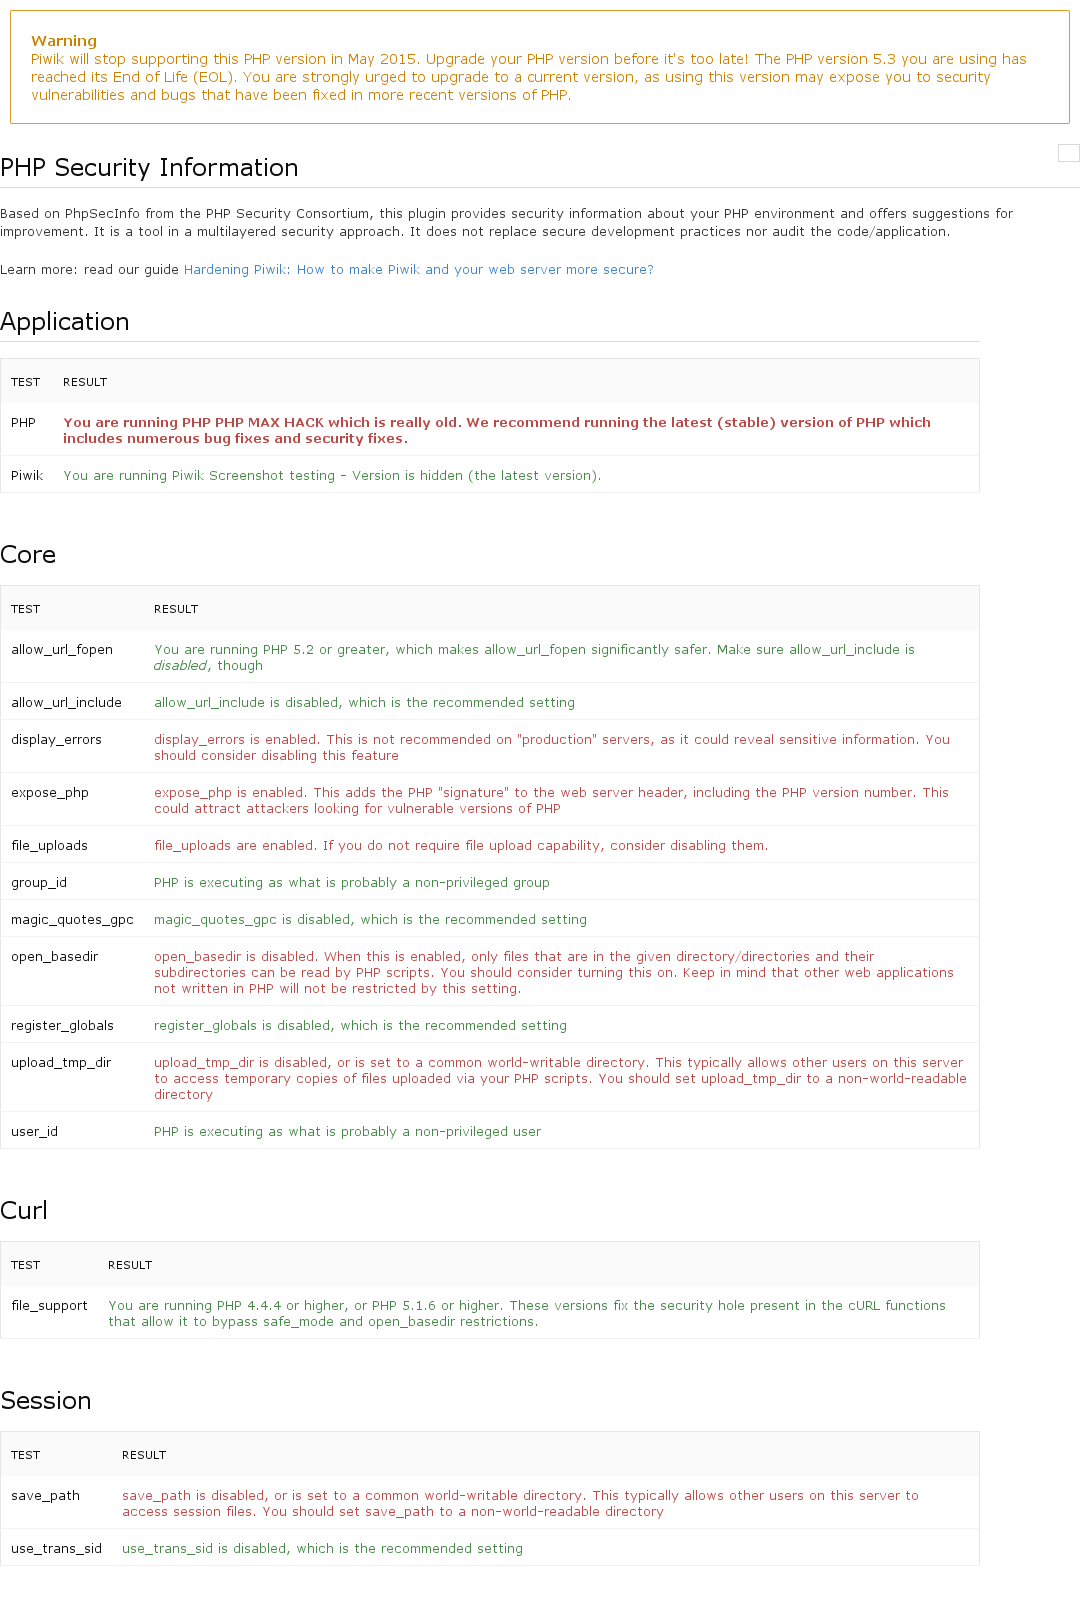 Warning
Piwik will stop supporting this PHP version in May 2015. Upgrade your PHP version before it's too late! The PHP version 5.3 you are using has
reached its End of Life (EOL). You are strongly urged to upgrade to a current version, as using this version may expose you to security
vulnerabilities and bugs that have been fixed in more recent versions of PHP.
PHP Security Information
Based on PhpSecInfo from the PHP Security Consortium, this plugin provides security information about your PHP environment and offers suggestions for
improvement. It is a tool in a multilayered security approach. It does not replace secure development practices nor audit the code/application.
Learn more: read our guide Hardening Piwik: How to make Piwik and your web server more secure?
Application
TEST RESULT
PHP You are running PHP PHP MAX HACK which is really old. We recommend running the latest (stable) version of PHP which
includes numerous bug fixes and security fixes.
Piwik You are running Piwik Screenshot testing - Version is hidden (the latest version).
Core
TEST RESULT
allow_url_fopen You are running PHP 5.2 or greater, which makes allow_url_fopen significantly safer. Make sure allow_url_include is
disabled, though
allow_url_include allow_url_include is disabled, which is the recommended setting
display_errors display_errors is enabled. This is not recommended on "production" servers, as it could reveal sensitive information. You
should consider disabling this feature
expose_php expose_php is enabled. This adds the PHP "signature" to the web server header, including the PHP version number. This
could attract attackers looking for vulnerable versions of PHP
file_uploads file_uploads are enabled. If you do not require file upload capability, consider disabling them.
group_id PHP is executing as what is probably a non-privileged group
magic_quotes_gpc magic_quotes_gpc is disabled, which is the recommended setting
open_basedir open_basedir is disabled. When this is enabled, only files that are in the given directory/directories and their
subdirectories can be read by PHP scripts. You should consider turning this on. Keep in mind that other web applications
not written in PHP will not be restricted by this setting.
register_globals register_globals is disabled, which is the recommended setting
upload_tmp_dir upload_tmp_dir is disabled, or is set to a common world-writable directory. This typically allows other users on this server
to access temporary copies of files uploaded via your PHP scripts. You should set upload_tmp_dir to a non-world-readable
directory
user_id PHP is executing as what is probably a non-privileged user
Curl
TEST RESULT
file_support You are running PHP 4.4.4 or higher, or PHP 5.1.6 or higher. These versions fix the security hole present in the cURL functions
that allow it to bypass safe_mode and open_basedir restrictions.
Session
TEST RESULT
save_path save_path is disabled, or is set to a common world-writable directory. This typically allows other users on this server to
access session files. You should set save_path to a non-world-readable directory
use_trans_sid use_trans_sid is disabled, which is the recommended setting